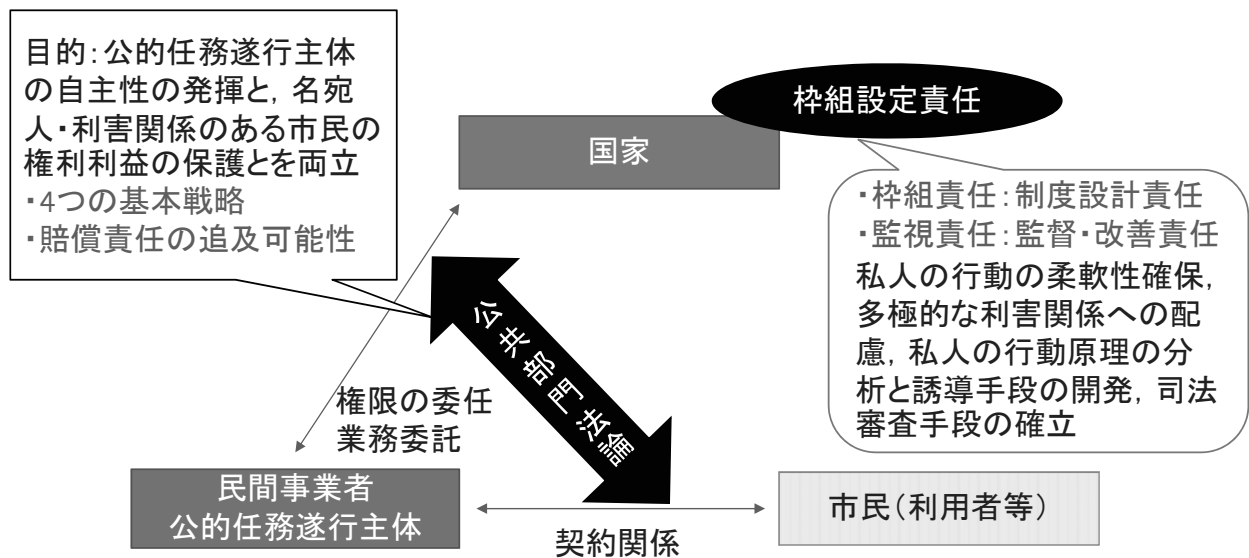 目的：公的任務遂行主体
の自主性の発揮と，名宛
人・利害関係のある市民の
権利利益の保護とを両立
・4つの基本戦略
・賠償責任の追及可能性
枠組設定責任
国家
・枠組責任：制度設計責任
・監視責任：監督・改善責任
私人の行動の柔軟性確保，
多極的な利害関係への配
慮，私人の行動原理の分
析と誘導手段の開発，司法
審査手段の確立
公共部門法論
権限の委任
業務委託
民間事業者
公的任務遂行主体
契約関係
市民（利用者等）